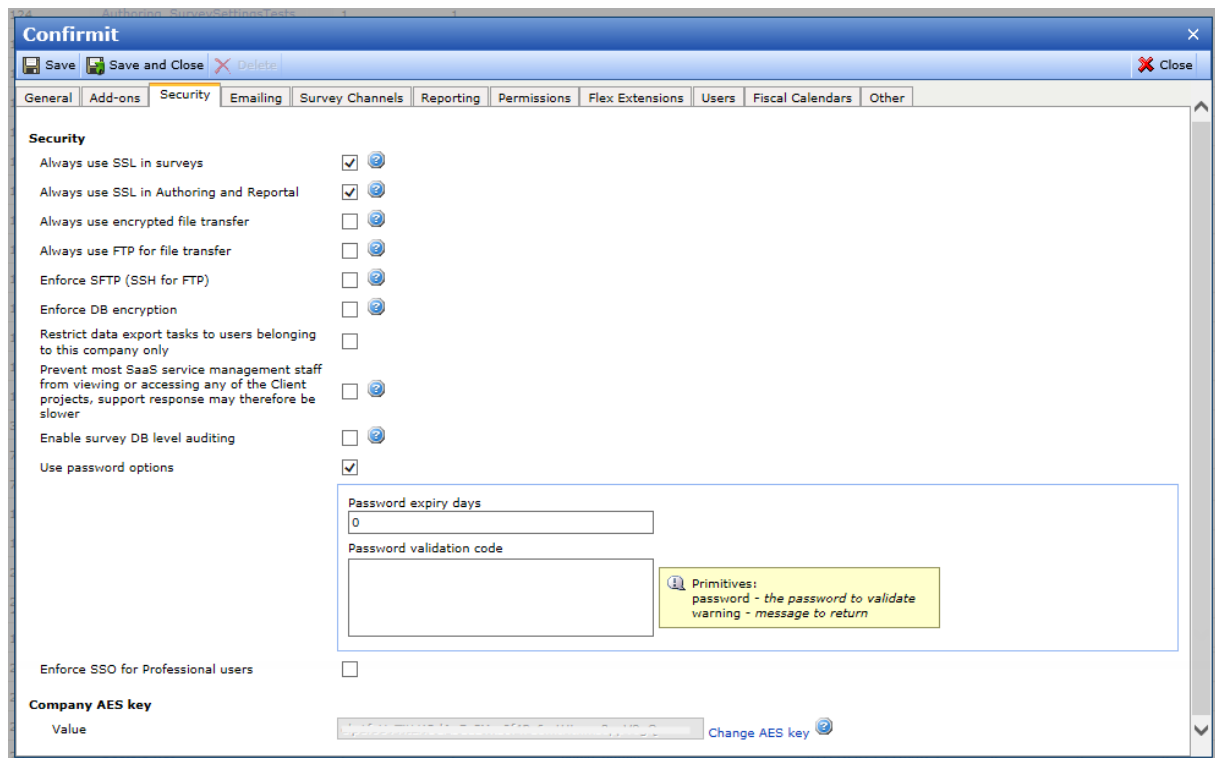 124 Authoring_SurveySettingsTests 1 1
Confirmit
Save Save and Close Delete Close
General Add-ons Security Emailing Survey Channels Reporting Permissions Flex Extensions Users Fiscal Calendars Other
Security
Always use SSL in surveys
Always use SSL in Authoring and Reportal
Always use encrypted file transfer
Always use FTP for file transfer
Enforce SFTP (SSH for FTP)
Enforce DB encryption
Restrict data export tasks to users belonging
to this company only
Prevent most SaaS service management staff
from viewing or accessing any of the Client
projects, support response may therefore be
slower
Enable survey DB level auditing
Use password options
Password expiry days
0
Password validation code
Primitives:
password - the password to validate
warning - message to return
Enforce SSO for Professional users
Company AES key
Value Change AES key